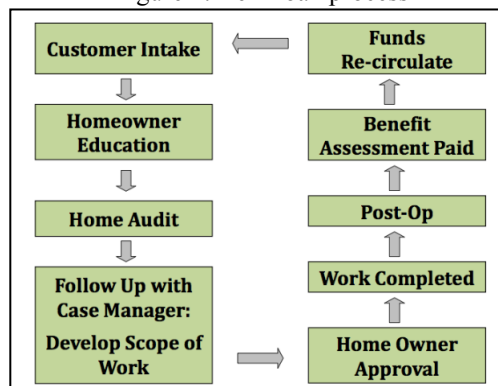 Customer Intake
Homeowner
Education
Home Audit
Follow Up with
Case Manager:
Develop Scope of
Work
Home Owner
Approval
Work Completed
Post-Op
Benefit
Assessment Paid
Funds
Re-circulate